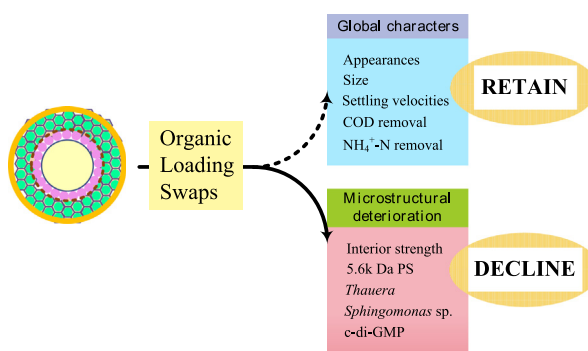 Global characters
Appearances
Size
Settling velocities
COD removal
NH₄⁺-N removal
RETAIN
Organic
Loading
Swaps
Microstructural
deterioration
Interior strength
5.6k Da PS
Thauera
Sphingomonas sp.
c-di-GMP
DECLINE